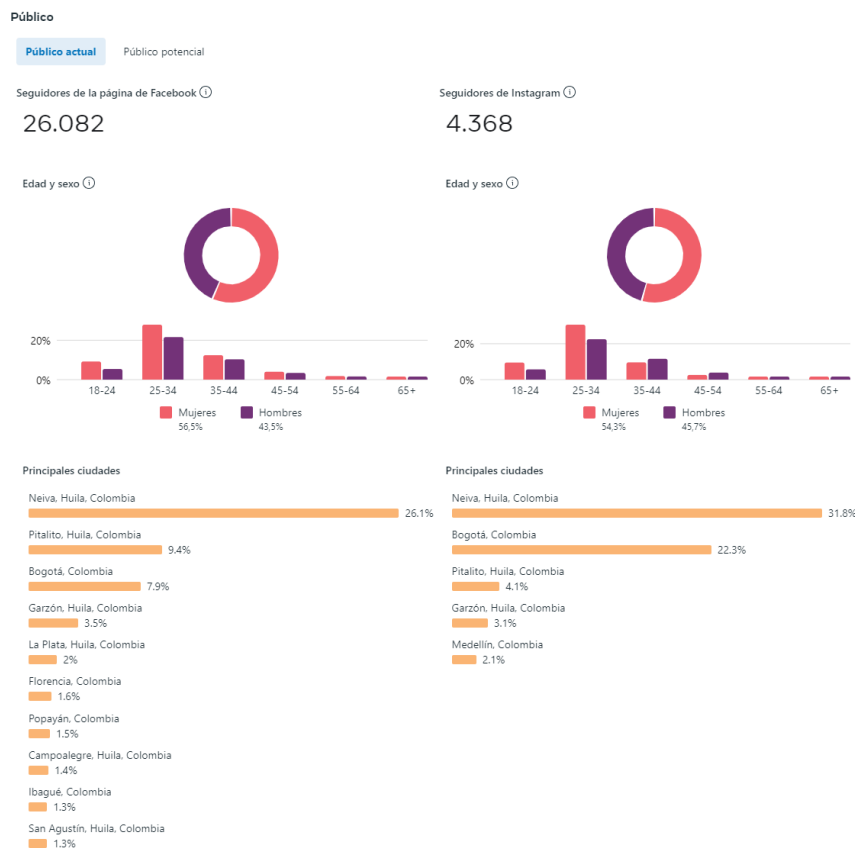 Público
Público actual
Público potencial
Seguidores de la página de Facebook
26.082
Edad y sexo
20%
0%
18-24
25-34
35-44
45-54
55-64
65+
Mujeres
56,5%
Hombres
43,5%
Principales ciudades
Neiva, Huila, Colombia
26.1%
Pitalito, Huila, Colombia
9.4%
Bogotá, Colombia
7.9%
Garzón, Huila, Colombia
3.5%
La Plata, Huila, Colombia
2%
Florencia, Colombia
1.6%
Popayán, Colombia
1.5%
Campoalegre, Huila, Colombia
1.4%
Ibagué, Colombia
1.3%
San Agustín, Huila, Colombia
1.3%
Seguidores de Instagram
4.368
Edad y sexo
20%
0%
18-24
25-34
35-44
45-54
55-64
65+
Mujeres
54,3%
Hombres
45,7%
Principales ciudades
Neiva, Huila, Colombia
31.8%
Bogotá, Colombia
22.3%
Pitalito, Huila, Colombia
4.1%
Garzón, Huila, Colombia
3.1%
Medellín, Colombia
2.1%